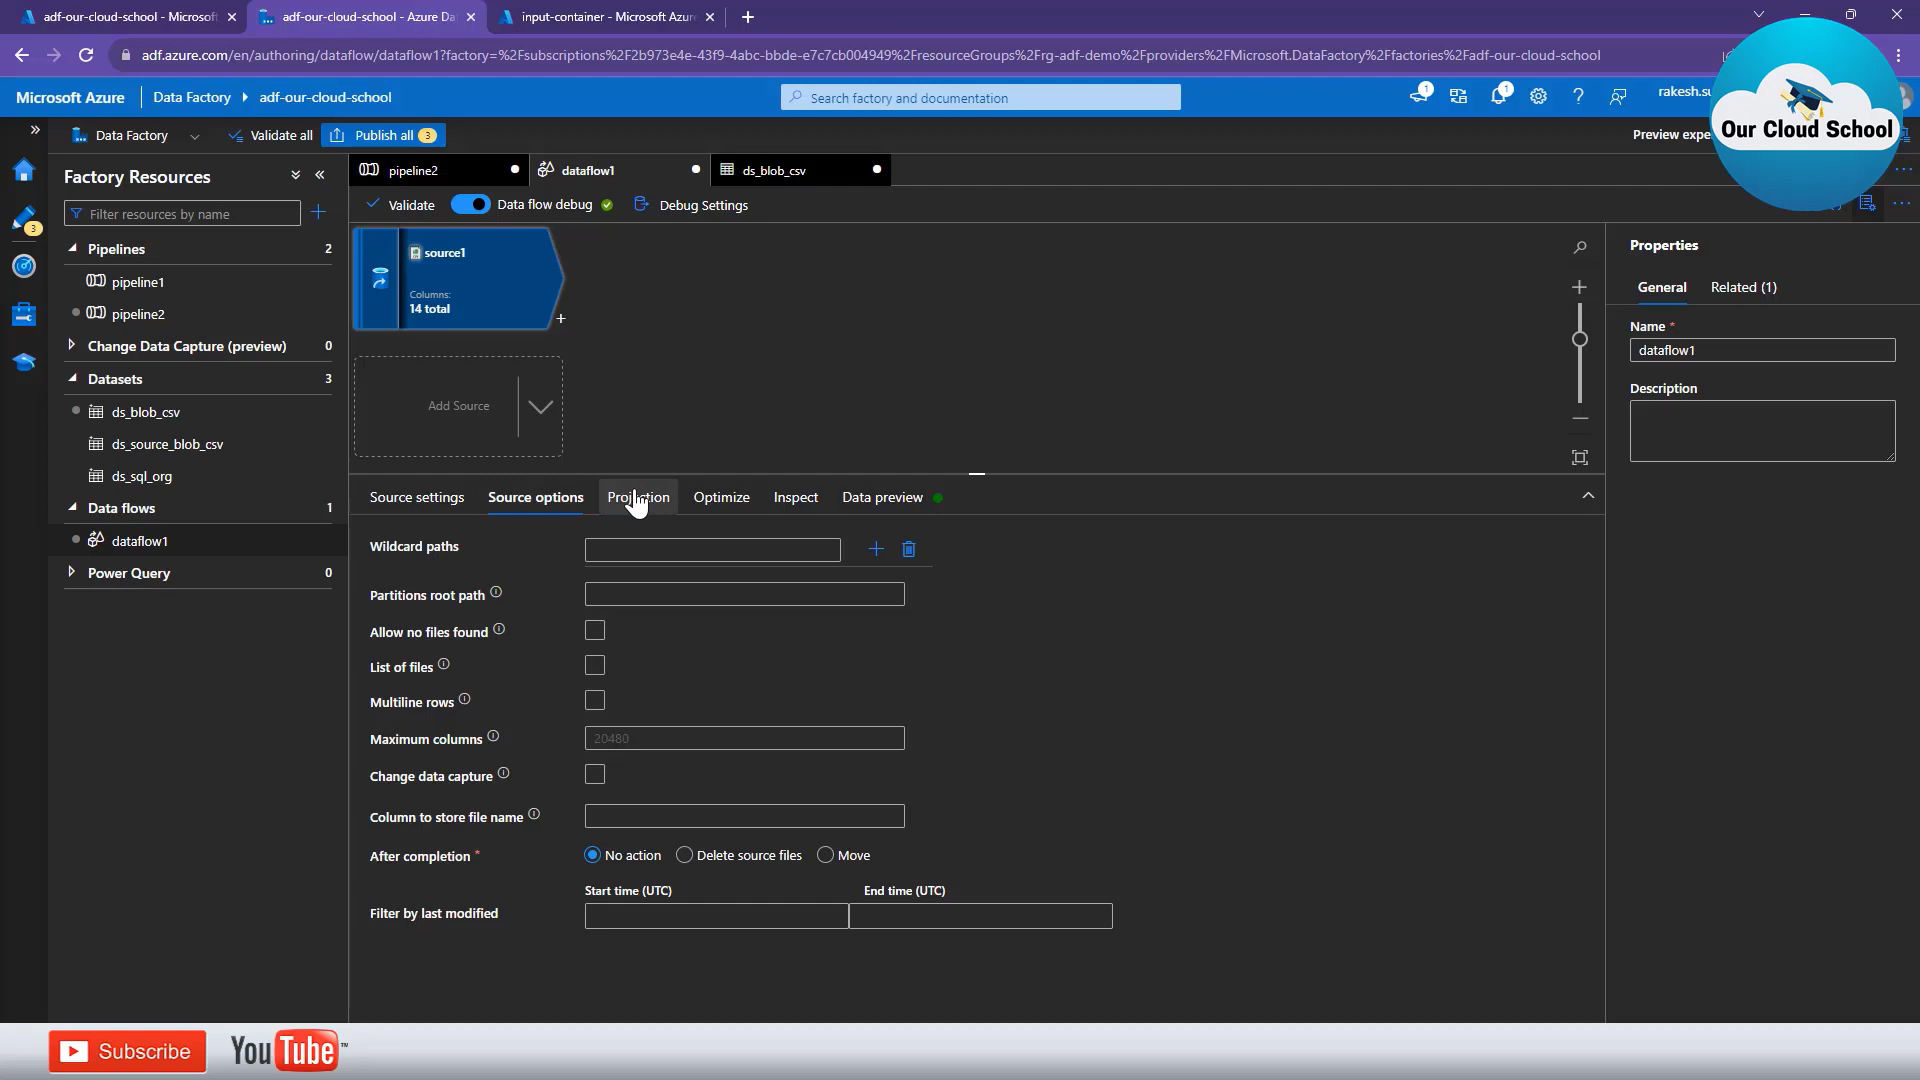 adf-our-cloud-school - Microsoft
adf-our-cloud-school - Azure Da
input-container - Microsoft Azure
adf.azure.com/en/authoring/dataflow/dataflow1?factory=%2Fsubscriptions%2F2b973e4e-43f9-4abc-bbde-e7c7cb004949%2FresourceGroups%2Frg-adf-demo%2Fproviders%2FMicrosoft.DataFactory%2Ffactories%2Fadf-our-cloud-school
Microsoft Azure
Data Factory
adf-our-cloud-school
Search factory and documentation
1
1
rakesh.su
Our Cloud School
Data Factory
Validate all
Publish all
3
Preview expe
Factory Resources
Filter resources by name
3
Pipelines 2
pipeline1
pipeline2
Change Data Capture (preview) 0
Datasets 3
ds_blob_csv
ds_source_blob_csv
ds_sql_org
Data flows 1
dataflow1
Power Query 0
pipeline2
dataflow1
ds_blob_csv
Validate
Data flow debug
Debug Settings
source1
Columns:
14 total
Add Source
Source settings
Source options
Projection
Optimize
Inspect
Data preview
Wildcard paths
Partitions root path
Allow no files found
List of files
Multiline rows
Maximum columns
20480
Change data capture
Column to store file name
After completion *
No action
Delete source files
Move
Start time (UTC)
End time (UTC)
Filter by last modified
Properties
General
Related (1)
Name *
dataflow1
Description
Subscribe
YouTube